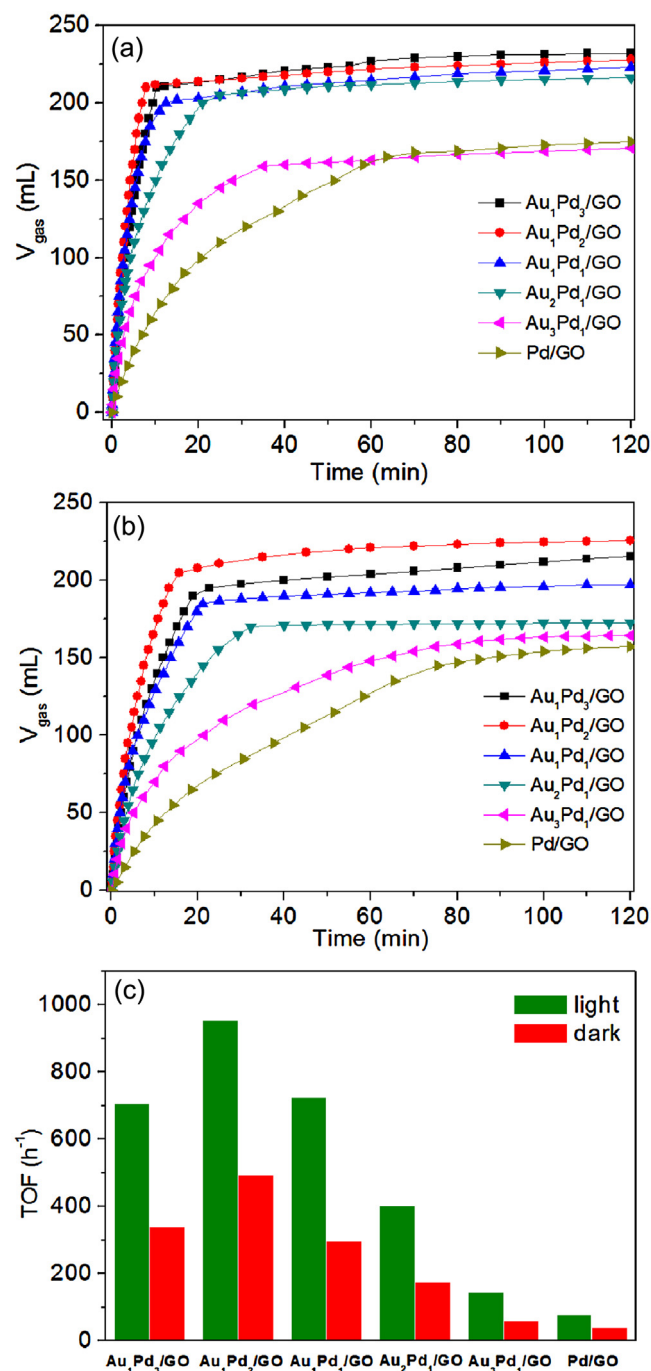 (a)
250
200
150
100
50
0
V_gas (mL)
Au₁Pd₃/GO
Au₁Pd₂/GO
Au₁Pd₁/GO
Au₂Pd₁/GO
Au₃Pd₁/GO
Pd/GO
0 20 40 60 80 100 120
Time (min)
(b)
250
200
150
100
50
0
V_gas (mL)
Au₁Pd₃/GO
Au₁Pd₂/GO
Au₁Pd₁/GO
Au₂Pd₁/GO
Au₃Pd₁/GO
Pd/GO
0 20 40 60 80 100 120
Time (min)
(c)
light
dark
1000
800
600
400
200
0
TOF (h⁻¹)
Au₁Pd₃/GO Au₁Pd₃/GO Au₁Pd₁/GO Au₂Pd₁/GO Au₃Pd₁/GO Pd/GO